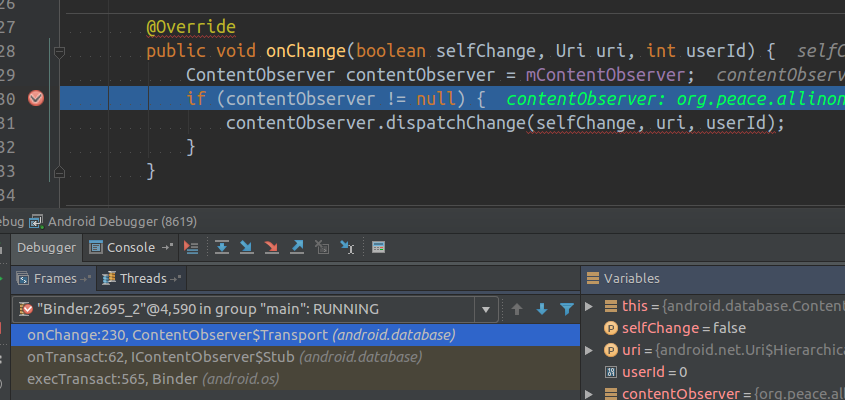 26
27 @Override
28 public void onChange(boolean selfChange, Uri uri, int userId) { selfC
29 ContentObserver contentObserver = mContentObserver; contentObserv
30 if (contentObserver != null) { contentObserver: org.peace.allinon
31 contentObserver.dispatchChange(selfChange, uri, userId);
32 }
33 }
34
ebug Android Debugger (8619)
Debugger Console
Frames Threads Variables
"Binder:2695_2"@4,590 in group "main": RUNNING
onChange:230, ContentObserver$Transport (android.database)
onTransact:62, IContentObserver$Stub (android.database)
execTransact:565, Binder (android.os)
this = {android.database.Conten
selfChange = false
uri = {android.net.Uri$Hierarchica
userId = 0
contentObserver = {org.peace.all